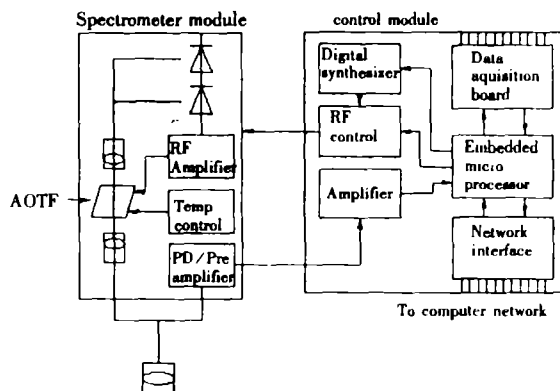 Spectrometer module
control module
Digital
synthesizer
Data
aquisition
board
RF
control
RF
Amplifier
Embedded
micro
processor
AOTF
Amplifier
Temp
control
Network
interface
PD/Pre
amplifier
To computer network